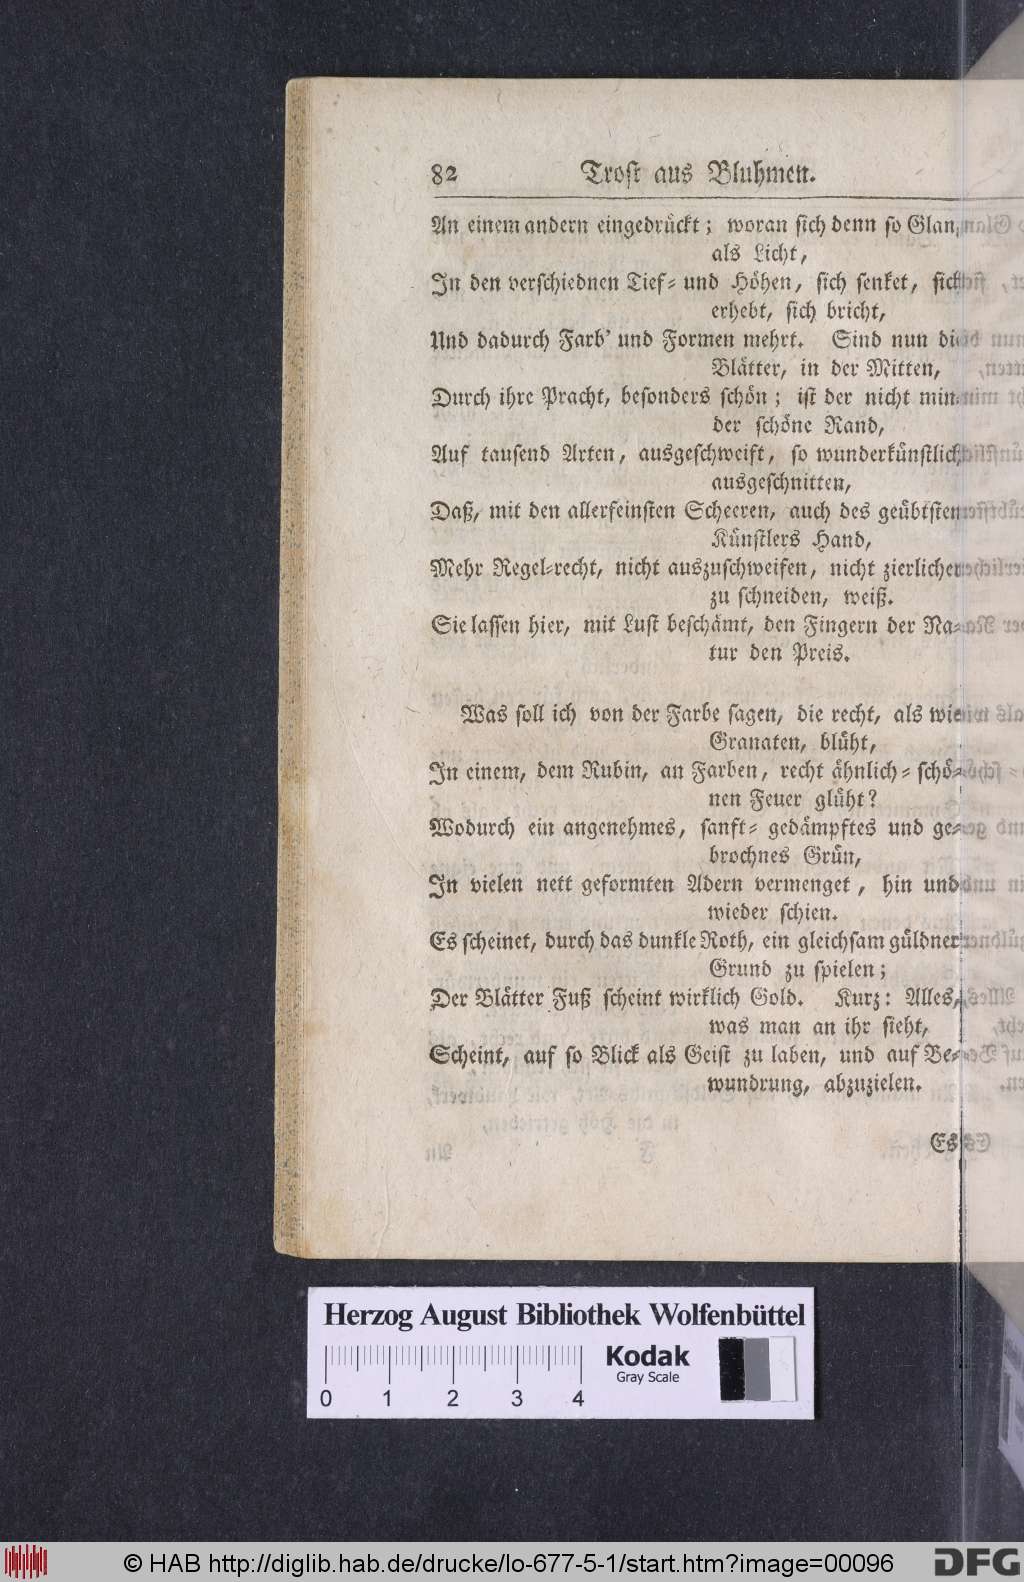 82 Trost aus Bluhmen.
An einem andern eingedrückt; woran sich denn so Glanz
als Licht,
In den verschiednen Tief- und Höhen, sich senket, sich
erhebt, sich bricht,
Und dadurch Farb' und Formen mehrt. Sind nun die
Blätter, in der Mitten,
Durch ihre Pracht, besonders schön; ist der nicht min-
der schöne Rand,
Auf tausend Arten, ausgeschweift, so wunderkünstlich
ausgeschnitten,
Daß, mit den allerfeinsten Scheeren, auch des geübtsten
Künstlers Hand,
Mehr Regel-recht, nicht auszuschweifen, nicht zierlicher
zu schneiden, weiß.
Sie lassen hier, mit Lust beschämt, den Fingern der Na-
tur den Preis.
Was soll ich von der Farbe sagen, die recht, als wie
Granaten, blüht,
In einem, dem Rubin, an Farben, recht ähnlich-schö-
nen Feuer glüht?
Wodurch ein angenehmes, sanft-gedämpftes und ge-
brochnes Grün,
In vielen nett geformten Adern vermenget, hin und
wieder schien.
Es scheinet, durch das dunkle Roth, ein gleichsam güldner
Grund zu spielen;
Der Blätter Fuß scheint wirklich Gold. Kurz: Alles,
was man an ihr sieht,
Scheint, auf so Blick als Geist zu laben, und auf Be-
wundrung, abzuzielen.
Es
Herzog August Bibliothek Wolfenbüttel
Kodak
Gray Scale
0 1 2 3 4
© HAB http://diglib.hab.de/drucke/lo-677-5-1/start.htm?image=00096
DFG